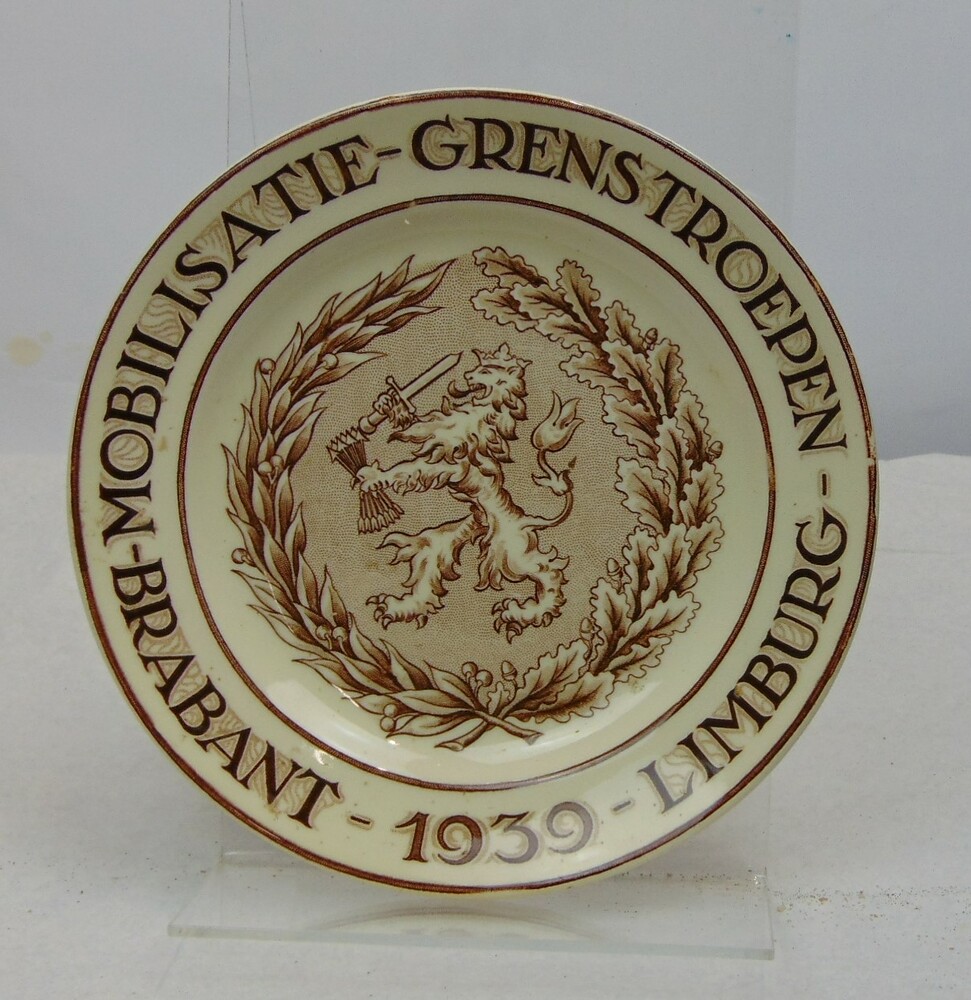 MOBILISATIE - GRENSTROEPEN -
BRABANT - 1939 - LIMBURG -